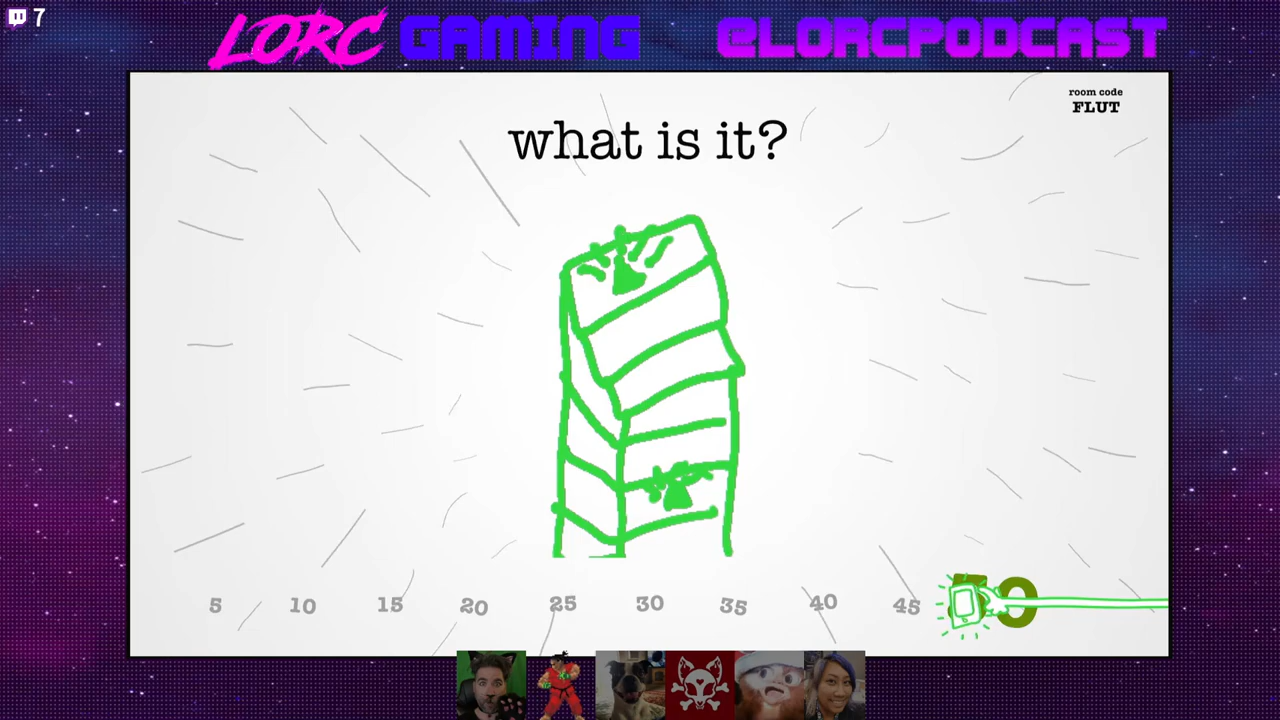 7
LORC GAMING @LORCPODCAST
room code
FLUT
what is it?
5 10 15 20 25 30 35 40 45 50